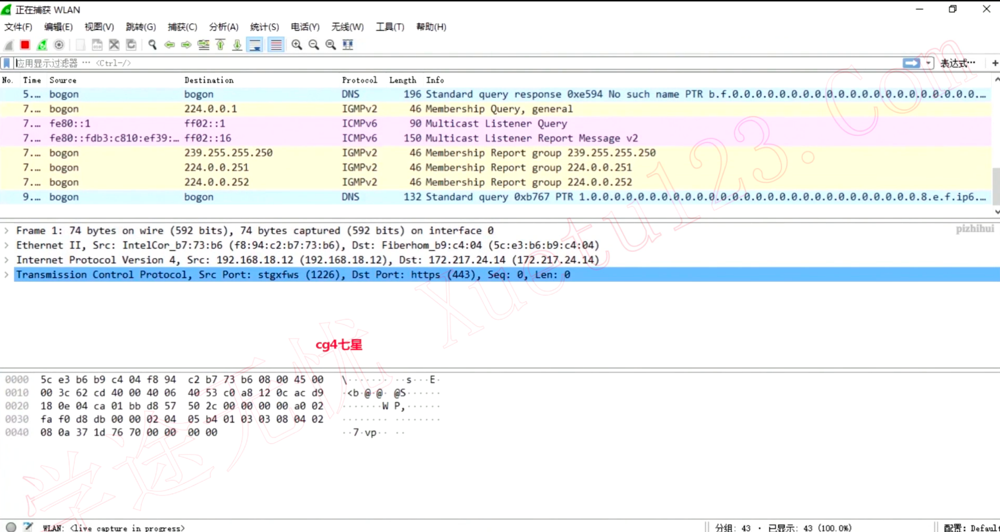 正在捕获 WLAN
文件(F) 编辑(E) 视图(V) 跳转(G) 捕获(C) 分析(A) 统计(S) 电话(Y) 无线(W) 工具(T) 帮助(H)
应用显示过滤器 … <Ctrl-/> 表达式… +
No. Time Source Destination Protocol Length Info
5.… bogon bogon DNS 196 Standard query response 0xe594 No such name PTR b.f.0.0.0.0.0.0.0.0.0.0.0.0.0.0.0.0.0.0.0.0.0.…
7.… bogon 224.0.0.1 IGMPv2 46 Membership Query, general
7.… fe80::1 ff02::1 ICMPv6 90 Multicast Listener Query
7.… fe80::fdb3:c810:ef39:… ff02::16 ICMPv6 150 Multicast Listener Report Message v2
7.… bogon 239.255.255.250 IGMPv2 46 Membership Report group 239.255.255.250
7.… bogon 224.0.0.251 IGMPv2 46 Membership Report group 224.0.0.251
7.… bogon 224.0.0.252 IGMPv2 46 Membership Report group 224.0.0.252
9.… bogon bogon DNS 132 Standard query 0xb767 PTR 1.0.0.0.0.0.0.0.0.0.0.0.0.0.0.0.0.0.0.0.0.0.0.0.0.0.0.0.0.8.e.f.ip6.…
Frame 1: 74 bytes on wire (592 bits), 74 bytes captured (592 bits) on interface 0
pizhihui
Ethernet II, Src: IntelCor_b7:73:b6 (f8:94:c2:b7:73:b6), Dst: Fiberhom_b9:c4:04 (5c:e3:b6:b9:c4:04)
Internet Protocol Version 4, Src: 192.168.18.12 (192.168.18.12), Dst: 172.217.24.14 (172.217.24.14)
Transmission Control Protocol, Src Port: stgxfws (1226), Dst Port: https (443), Seq: 0, Len: 0
cg4七星
学途无忧 Xuetu123.Com
0000 5c e3 b6 b9 c4 04 f8 94 c2 b7 73 b6 08 00 45 00 \······· ··s···E·
0010 00 3c 62 cd 40 00 40 06 40 53 c0 a8 12 0c ac d9 ·<b·@·@· @S······
0020 18 0e 04 ca 01 bb d8 57 50 2c 00 00 00 00 a0 02 ·······W P,······
0030 fa f0 d8 db 00 00 02 04 05 b4 01 03 03 08 04 02 ········ ········
0040 08 0a 37 1d 76 70 00 00 00 00 ··7·vp·· ··
WLAN: <live capture in progress> 分组: 43 · 已显示: 43 (100.0%) 配置: Default